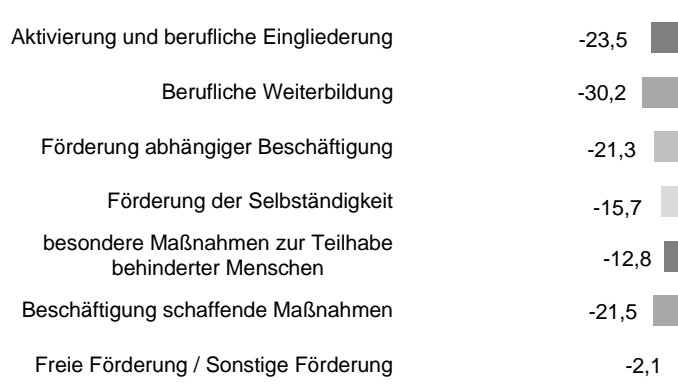 Aktivierung und berufliche Eingliederung -23,5
Berufliche Weiterbildung -30,2
Förderung abhängiger Beschäftigung -21,3
Förderung der Selbständigkeit -15,7
besondere Maßnahmen zur Teilhabe
behinderter Menschen -12,8
Beschäftigung schaffende Maßnahmen -21,5
Freie Förderung / Sonstige Förderung -2,1